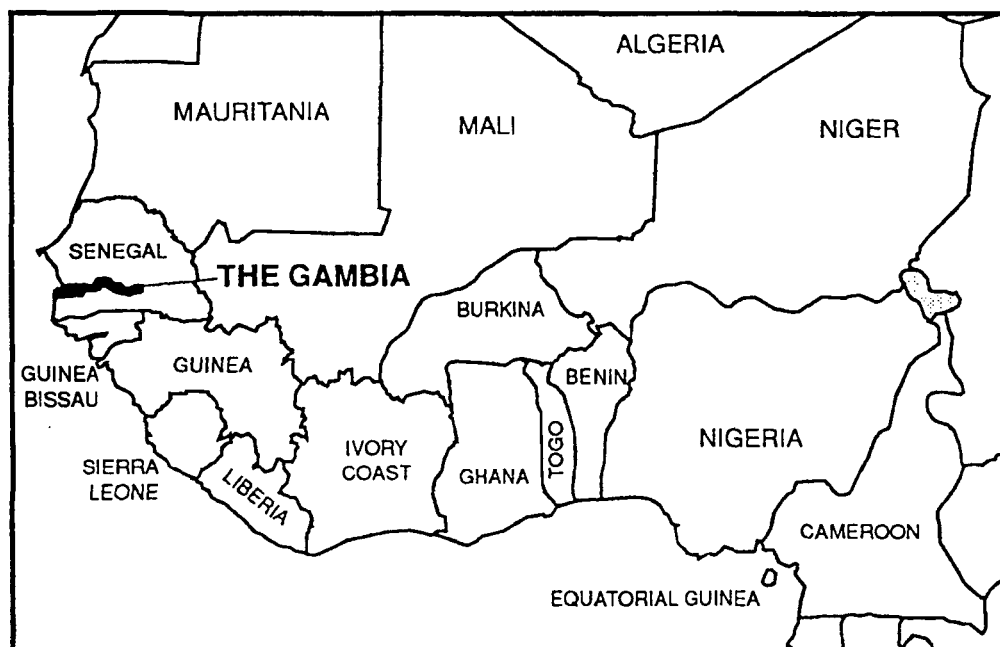 ALGERIA
MAURITANIA
MALI
NIGER
SENEGAL
THE GAMBIA
BURKINA
GUINEA
BENIN
GUINEA
BISSAU
IVORY
COAST
GHANA
TOGO
NIGERIA
SIERRA
LEONE
LIBERIA
CAMEROON
EQUATORIAL GUINEA